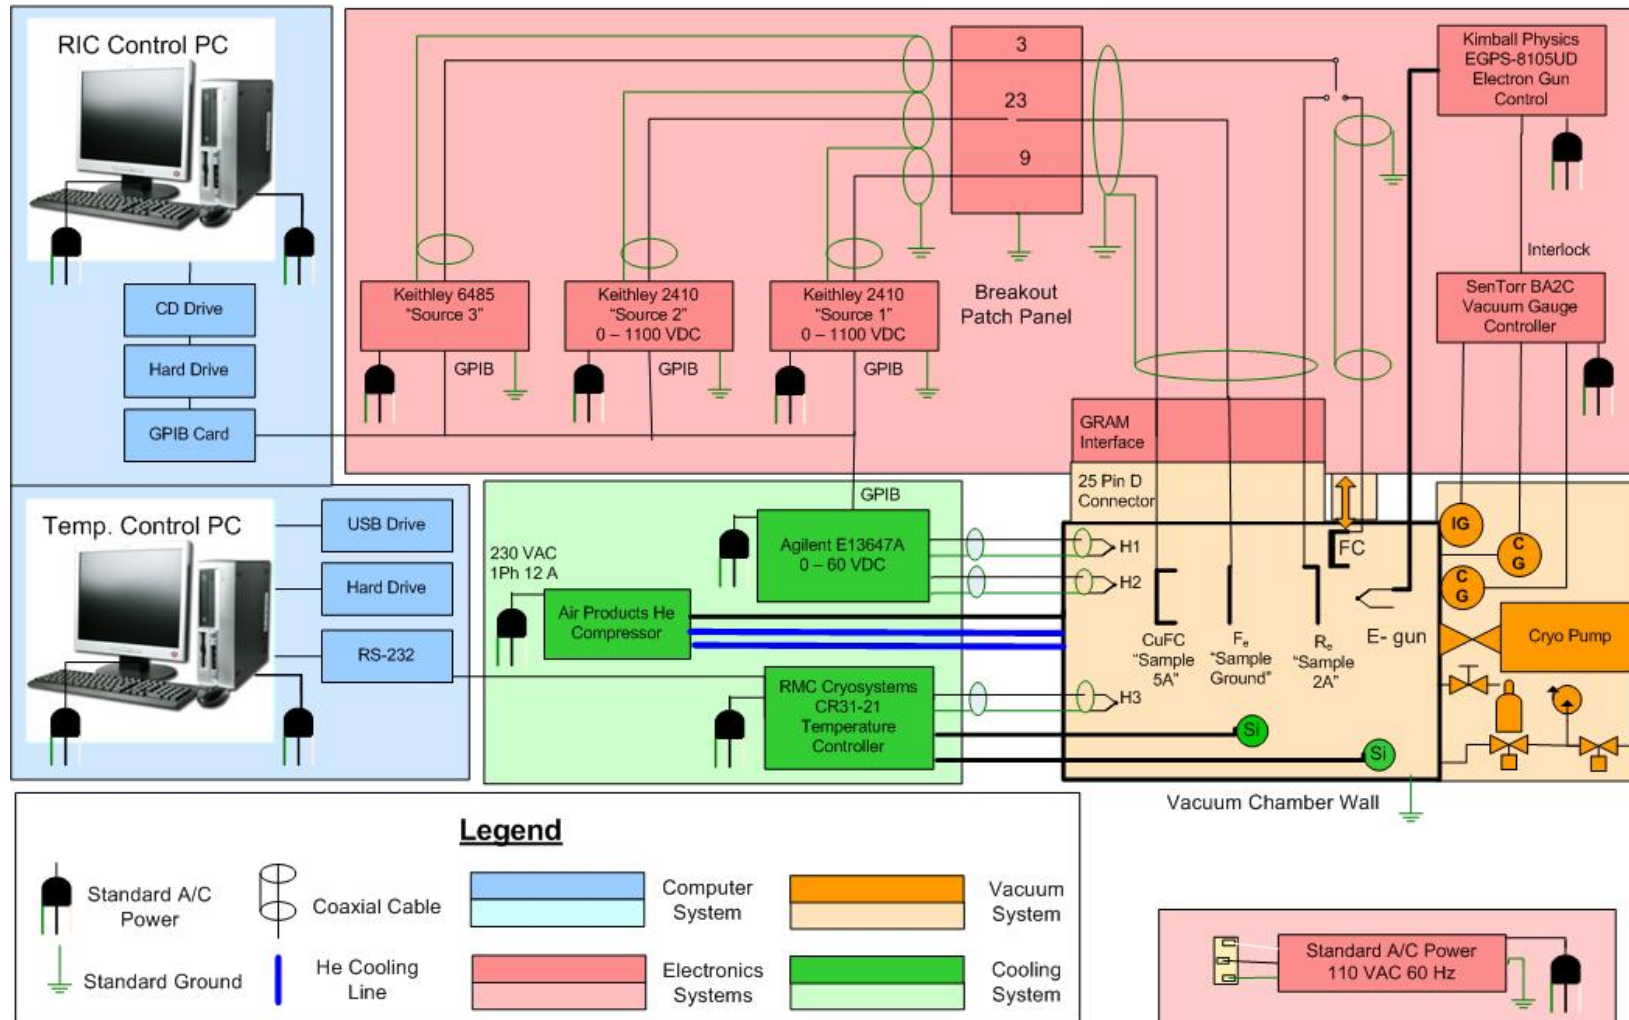 RIC Control PC
CD Drive
Hard Drive
GPIB Card
Temp. Control PC
USB Drive
Hard Drive
RS-232
3
23
9
Breakout
Patch Panel
Keithley 6485
"Source 3"
GPIB
Keithley 2410
"Source 2"
0 – 1100 VDC
GPIB
Keithley 2410
"Source 1"
0 – 1100 VDC
GPIB
Kimball Physics
EGPS-8105UD
Electron Gun
Control
Interlock
SenTorr BA2C
Vacuum Gauge
Controller
GRAM
Interface
25 Pin D
Connector
GPIB
Agilent E13647A
0 – 60 VDC
230 VAC
1Ph 12 A
Air Products He
Compressor
RMC Cryosystems
CR31-21
Temperature
Controller
H1
H2
H3
FC
CuFC
"Sample
5A"
Fe
"Sample
Ground"
Re
"Sample
2A"
E- gun
Si
Si
IG
C
G
C
G
Cryo Pump
Vacuum Chamber Wall
Legend
Standard A/C
Power
Coaxial Cable
Computer
System
Vacuum
System
Standard Ground
He Cooling
Line
Electronics
Systems
Cooling
System
Standard A/C Power
110 VAC 60 Hz